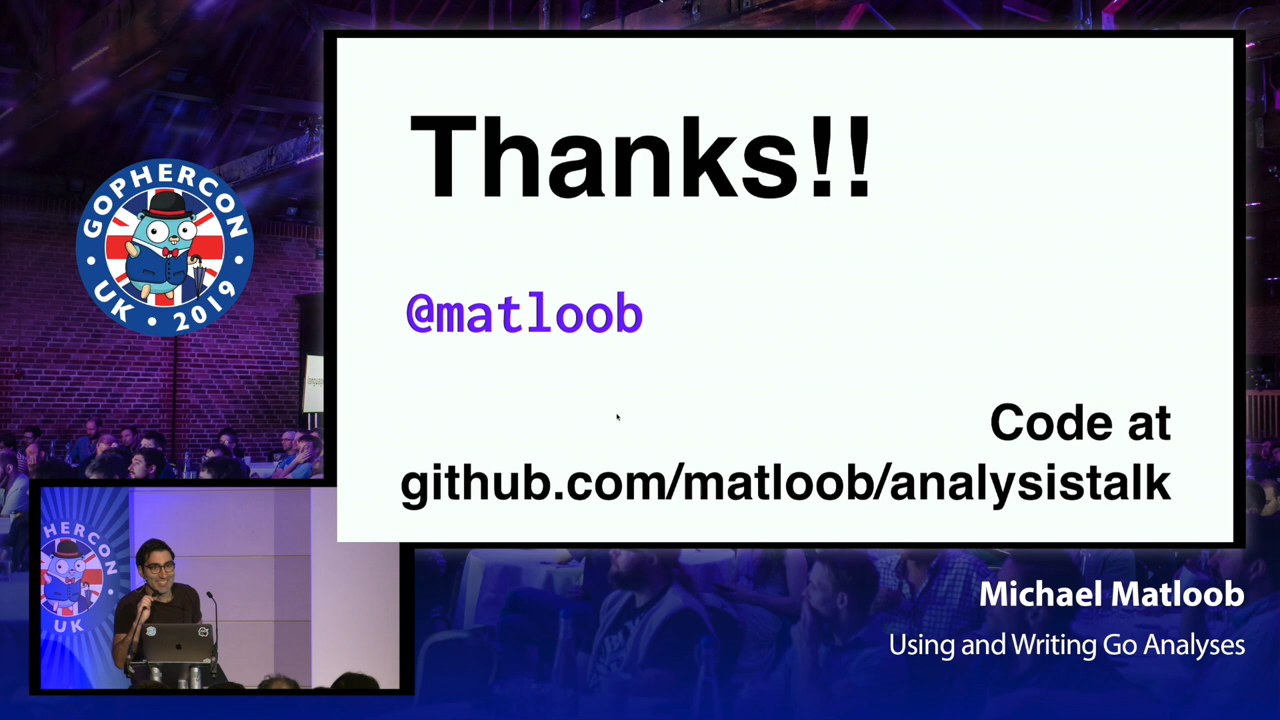 GOPHERCON
UK • 2019
Thanks!!
@matloob
Code at
github.com/matloob/analysistalk
HERCON
UK
Michael Matloob
Using and Writing Go Analyses